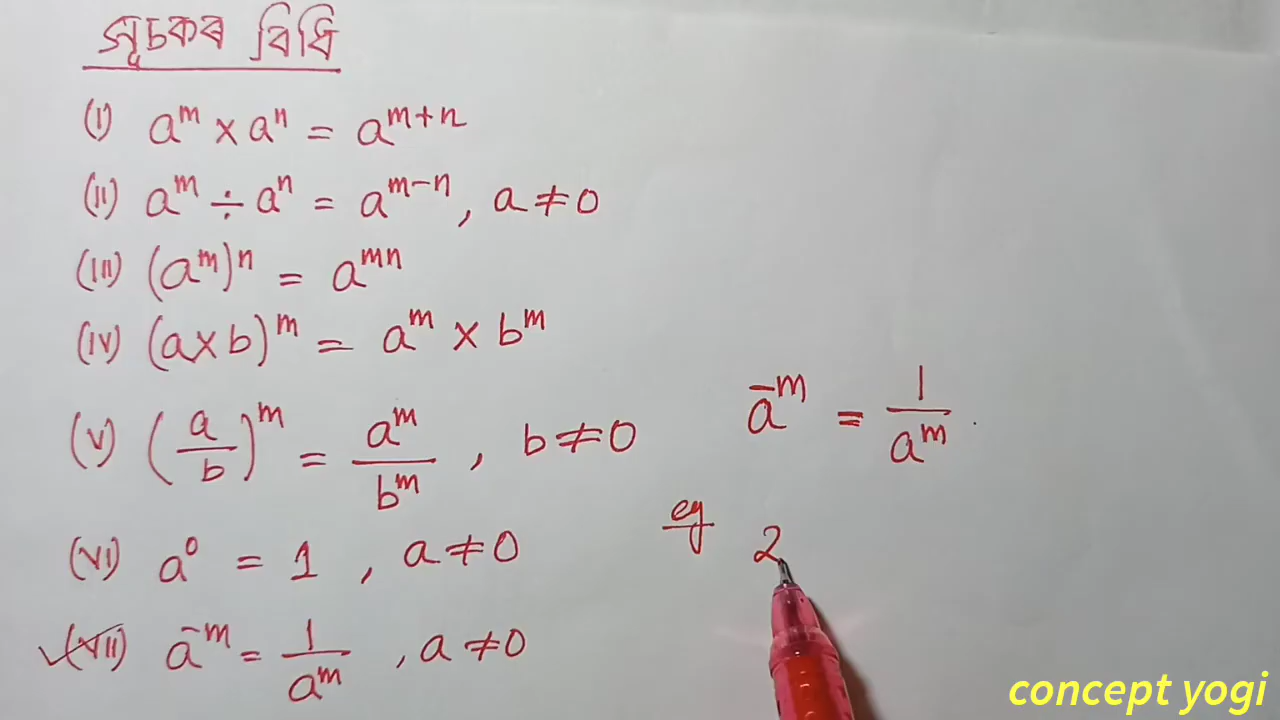 সূচকৰ বিধি
(i) a^m × a^n = a^{m+n}
(ii) a^m ÷ a^n = a^{m-n}, a ≠ 0
(iii) (a^m)^n = a^{mn}
(iv) (a×b)^m = a^m × b^m
(v) (a/b)^m = a^m/b^m, b ≠ 0
(vi) a^0 = 1, a ≠ 0
(vii) a^{-m} = 1/a^m, a ≠ 0
a^{-m} = 1/a^m
eg 2
concept yogi